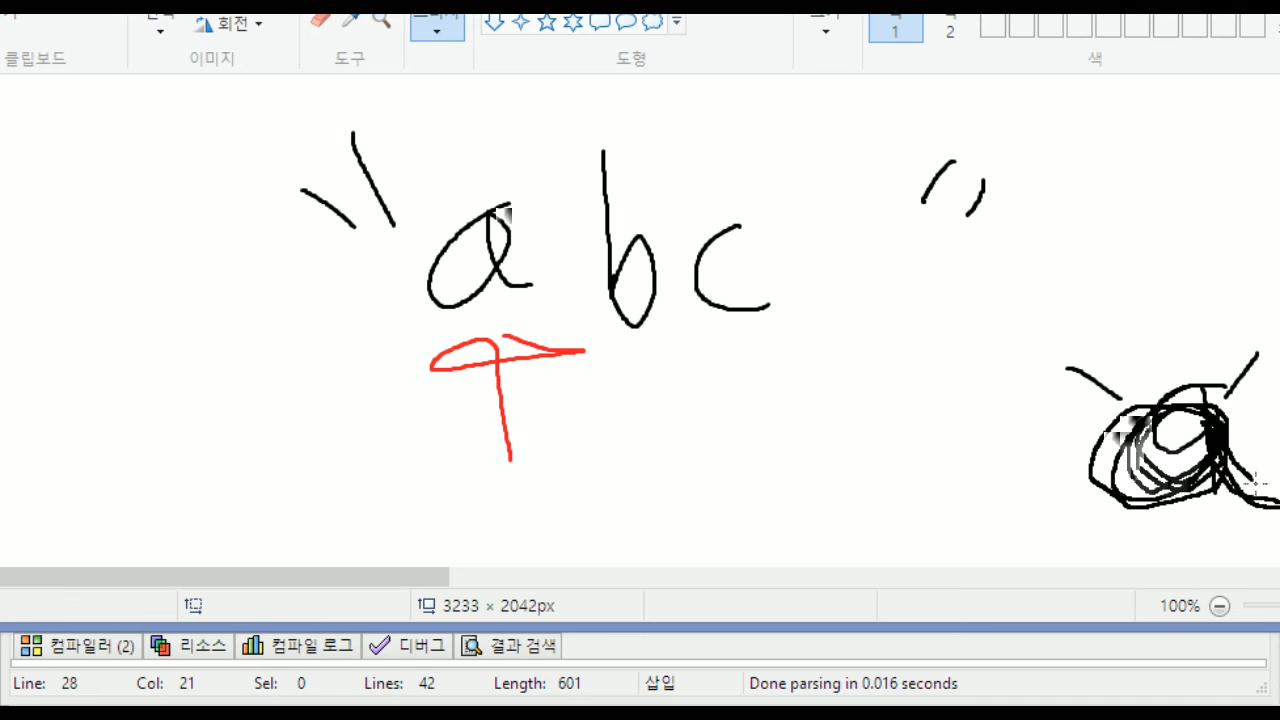 회전
1 2
클립보드 이미지 도구 도형 색
" a b c "
a
3233 × 2042px 100%
컴파일러 (2) 리소스 컴파일 로그 디버그 결과 검색
Line: 28 Col: 21 Sel: 0 Lines: 42 Length: 601 삽입 Done parsing in 0.016 seconds